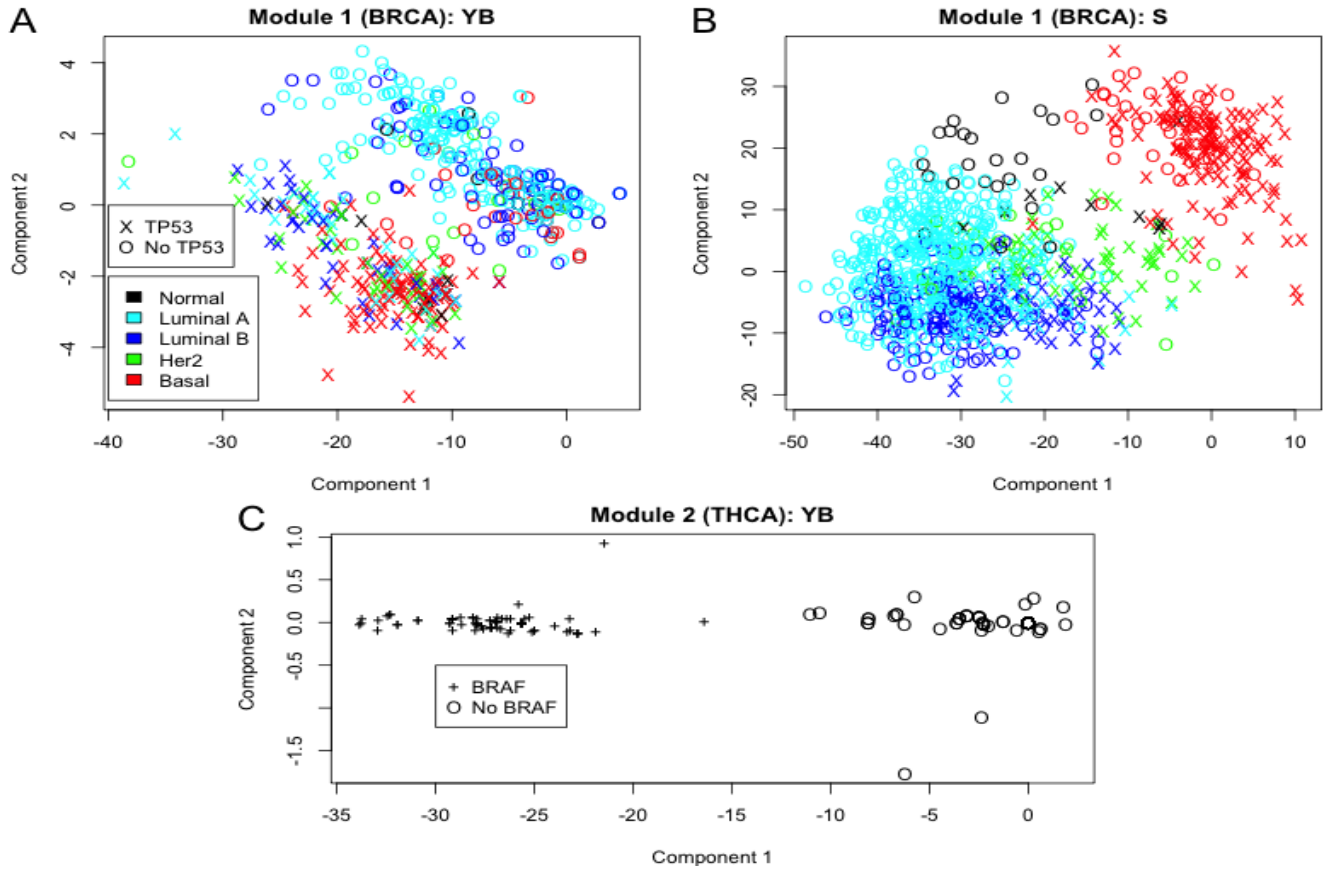 A
Module 1 (BRCA): YB
Component 2
4
2
0
-2
-4
TP53
No TP53
Normal
Luminal A
Luminal B
Her2
Basal
-40
-30
-20
-10
0
Component 1
B
Module 1 (BRCA): S
Component 2
30
20
10
0
-10
-20
-50
-40
-30
-20
-10
0
10
Component 1
C
Module 2 (THCA): YB
Component 2
1.0
0.5
0.0
-0.5
-1.5
BRAF
No BRAF
-35
-30
-25
-20
-15
-10
-5
0
Component 1